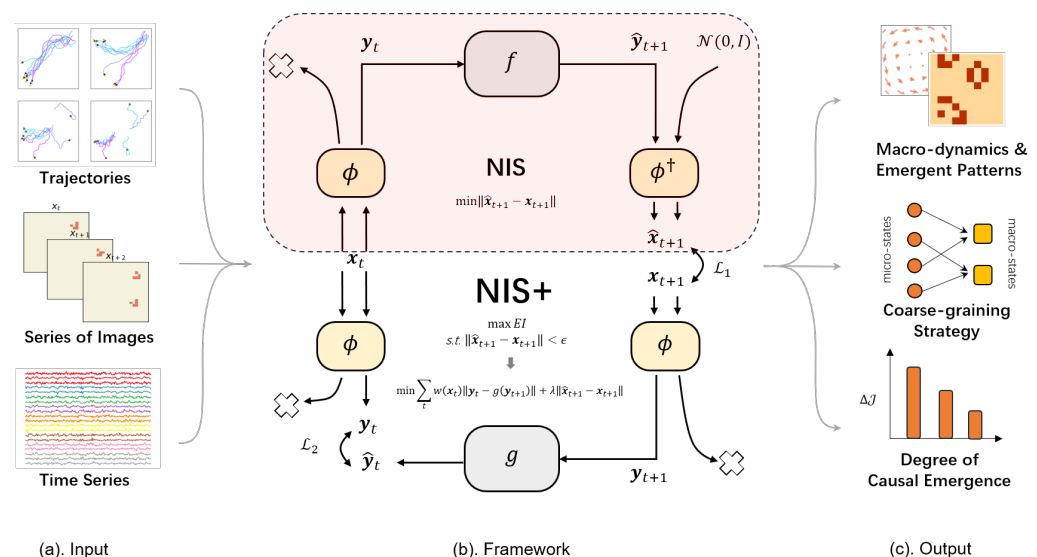 Trajectories
x_t
x_{t+1}
x_{t+2}
Series of Images
Time Series
(a). Input
y_t
f
ŷ_{t+1}
𝒩(0, I)
ϕ
NIS
ϕ†
min‖x̂_{t+1} − x_{t+1}‖
x̂_{t+1}
x_t
x_{t+1}
ℒ_1
NIS+
max EI
s.t. ‖x̂_{t+1} − x_{t+1}‖ < ϵ
ϕ
ϕ
min ∑_t w(x_t)‖y_t − g(y_{t+1})‖ + λ‖x̂_{t+1} − x_{t+1}‖
y_t
ℒ_2
ŷ_t
g
y_{t+1}
(b). Framework
Macro-dynamics &
Emergent Patterns
micro-states
macro-states
Coarse-graining
Strategy
Δ𝒥
Degree of
Causal Emergence
(c). Output